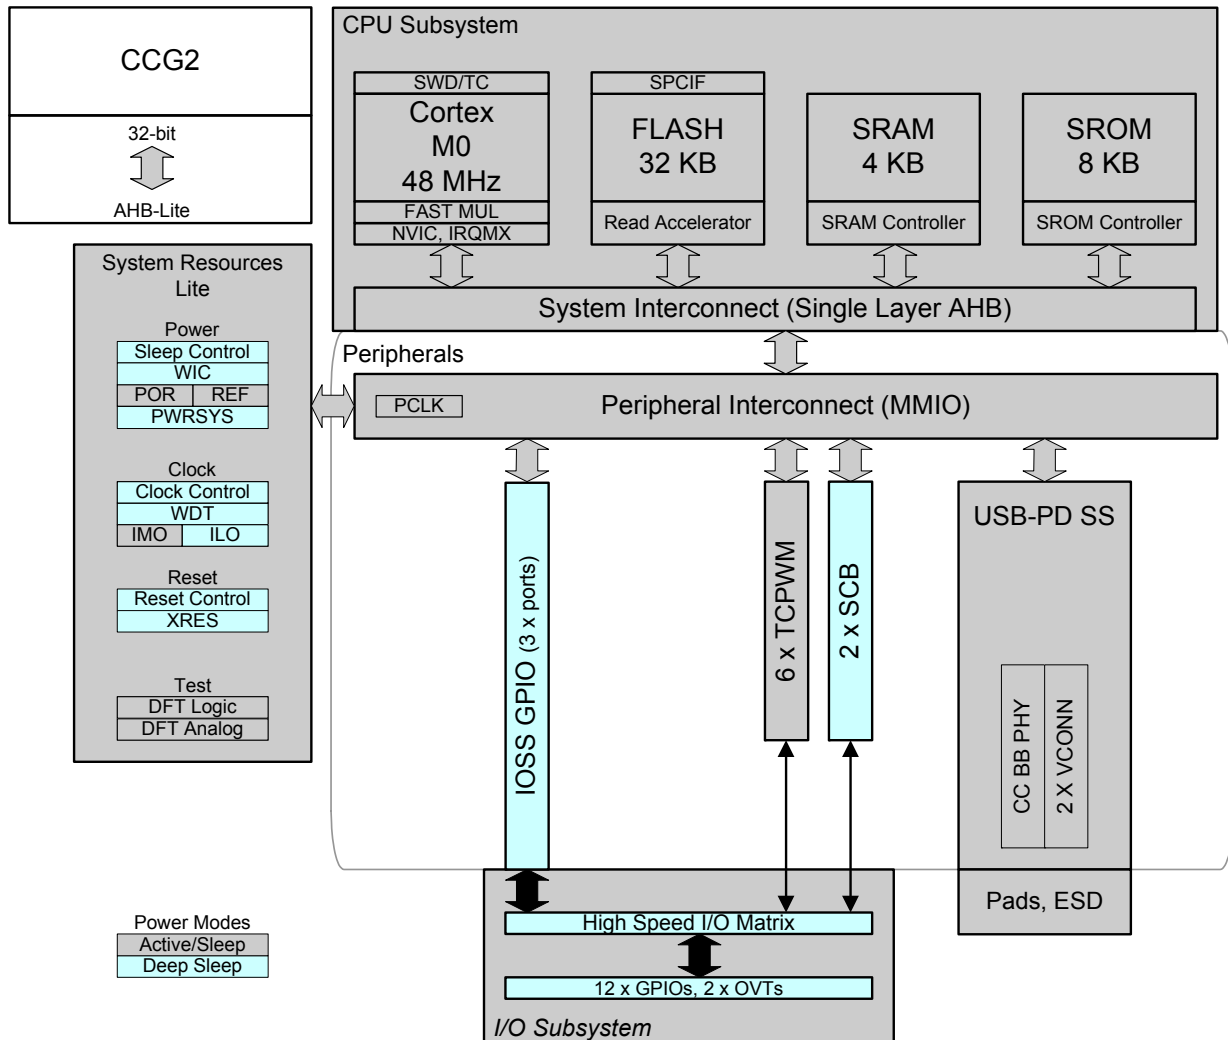 CCG2
32-bit
AHB-Lite
CPU Subsystem
SWD/TC
Cortex
M0
48 MHz
FAST MUL
NVIC, IRQMX
SPCIF
FLASH
32 KB
Read Accelerator
SRAM
4 KB
SRAM Controller
SROM
8 KB
SROM Controller
System Interconnect (Single Layer AHB)
System Resources
Lite
Power
Sleep Control
WIC
POR
REF
PWRSYS
Clock
Clock Control
WDT
IMO
ILO
Reset
Reset Control
XRES
Test
DFT Logic
DFT Analog
Peripherals
PCLK
Peripheral Interconnect (MMIO)
IOSS GPIO (3 x ports)
6 x TCPWM
2 x SCB
USB-PD SS
CC BB PHY
2 X VCONN
Pads, ESD
High Speed I/O Matrix
12 x GPIOs, 2 x OVTs
I/O Subsystem
Power Modes
Active/Sleep
Deep Sleep